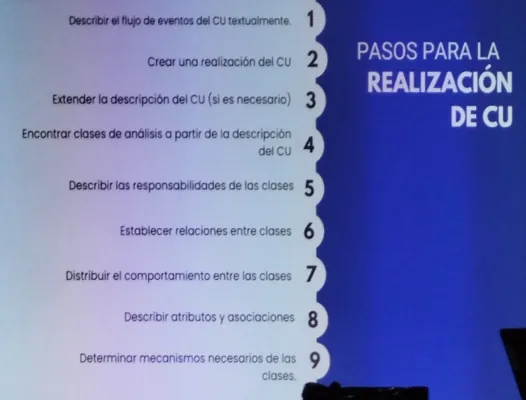 PASOS PARA LA
REALIZACIÓN
DE CU
Describir el flujo de eventos del CU textualmente. 1
Crear una realización del CU 2
Extender la descripción del CU (si es necesario) 3
Encontrar clases de análisis a partir de la descripción
del CU 4
Describir las responsabilidades de las clases 5
Establecer relaciones entre clases 6
Distribuir el comportamiento entre las clases 7
Describir atributos y asociaciones 8
Determinar mecanismos necesarios de las
clases. 9